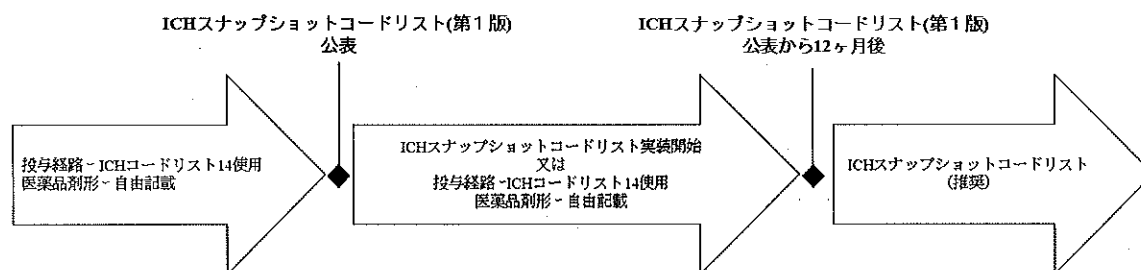 ICHスナップショットコードリスト(第１版)
公表
ICHスナップショットコードリスト(第１版)
公表から12ヶ月後
投与経路－ICHコードリスト14使用
医薬品剤形－自由記載
ICHスナップショットコードリスト実装開始
又は
投与経路－ICHコードリスト14使用
医薬品剤形－自由記載
ICHスナップショットコードリスト
(推奨)